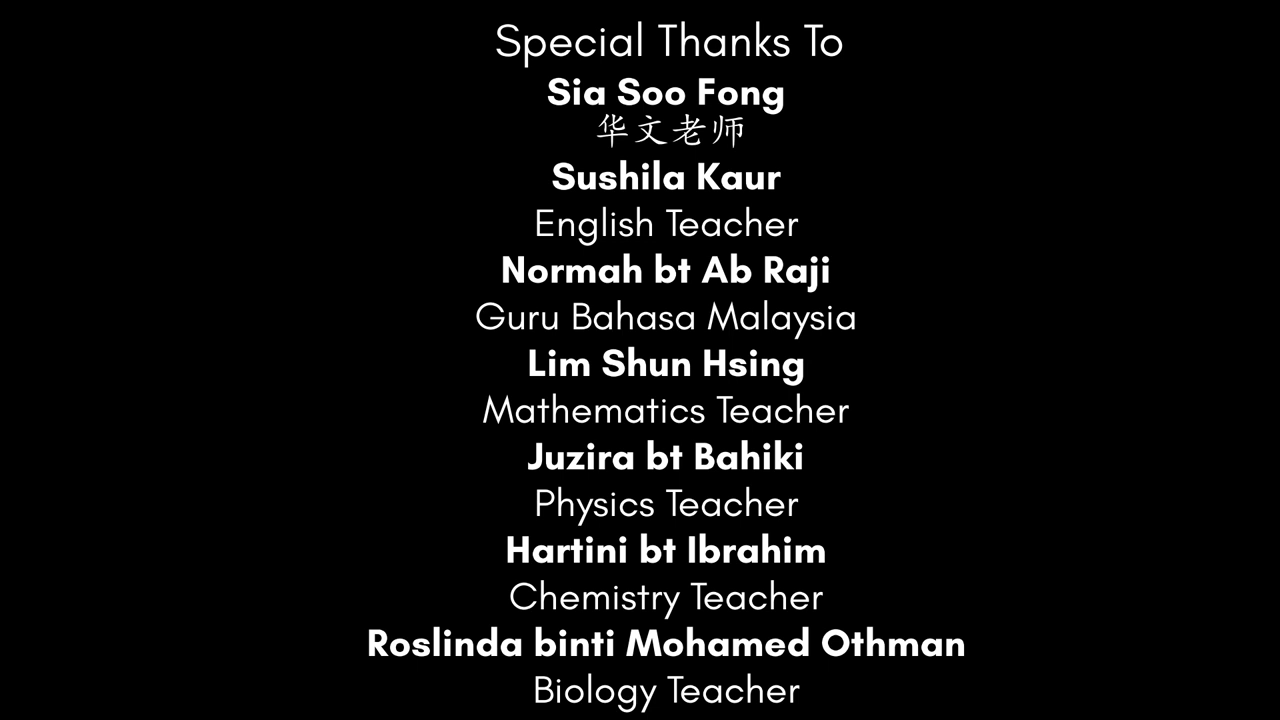 Special Thanks To
Sia Soo Fong
华文老师
Sushila Kaur
English Teacher
Normah bt Ab Raji
Guru Bahasa Malaysia
Lim Shun Hsing
Mathematics Teacher
Juzira bt Bahiki
Physics Teacher
Hartini bt Ibrahim
Chemistry Teacher
Roslinda binti Mohamed Othman
Biology Teacher